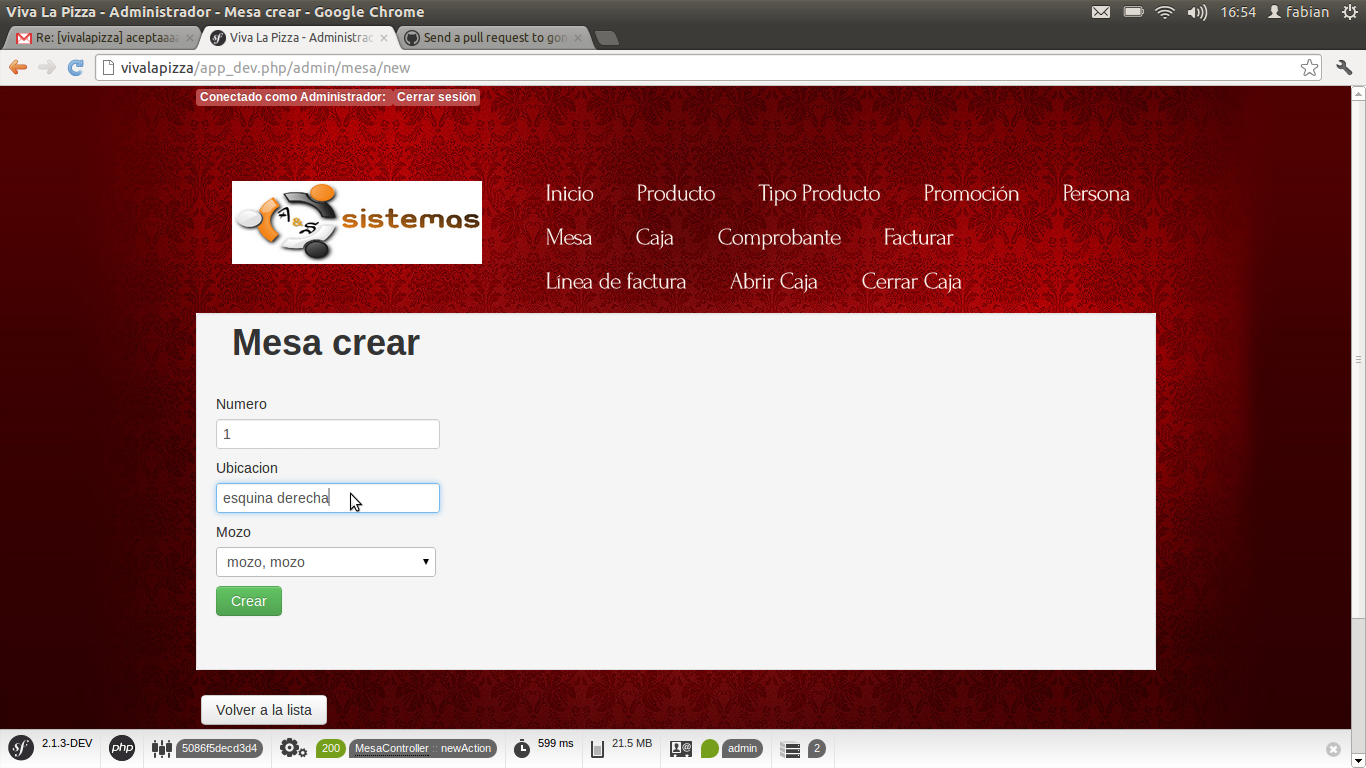 Viva La Pizza - Administrador - Mesa crear - Google Chrome
16:54 fabian
Re: [vivalapizza] aceptaaaa
Viva La Pizza - Administrac
Send a pull request to gon
vivalapizza/app_dev.php/admin/mesa/new
Conectado como Administrador: Cerrar sesión
A & S sistemas
Inicio Producto Tipo Producto Promoción Persona
Mesa Caja Comprobante Facturar
Línea de factura Abrir Caja Cerrar Caja
Mesa crear
Numero
1
Ubicacion
esquina derecha
Mozo
mozo, mozo
Crear
Volver a la lista
sf 2.1.3-DEV php 5086f5decd3d4 200 MesaController :: newAction 599 ms 21.5 MB admin 2